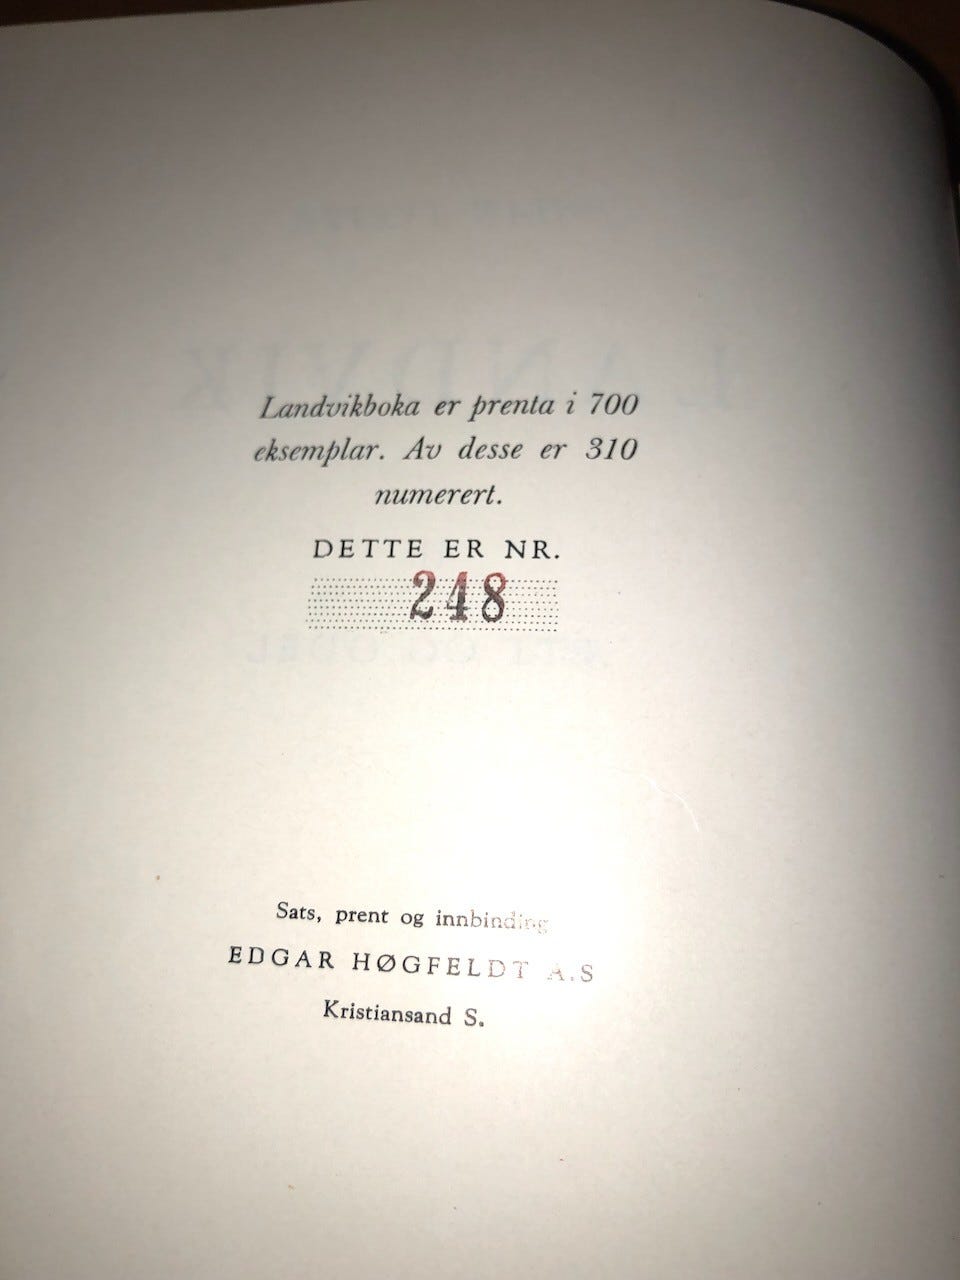 Landvikboka er prenta i 700
eksemplar. Av desse er 310
numerert.
DETTE ER NR.
248
Sats, prent og innbinding
EDGAR HØGFELDT A.S
Kristiansand S.